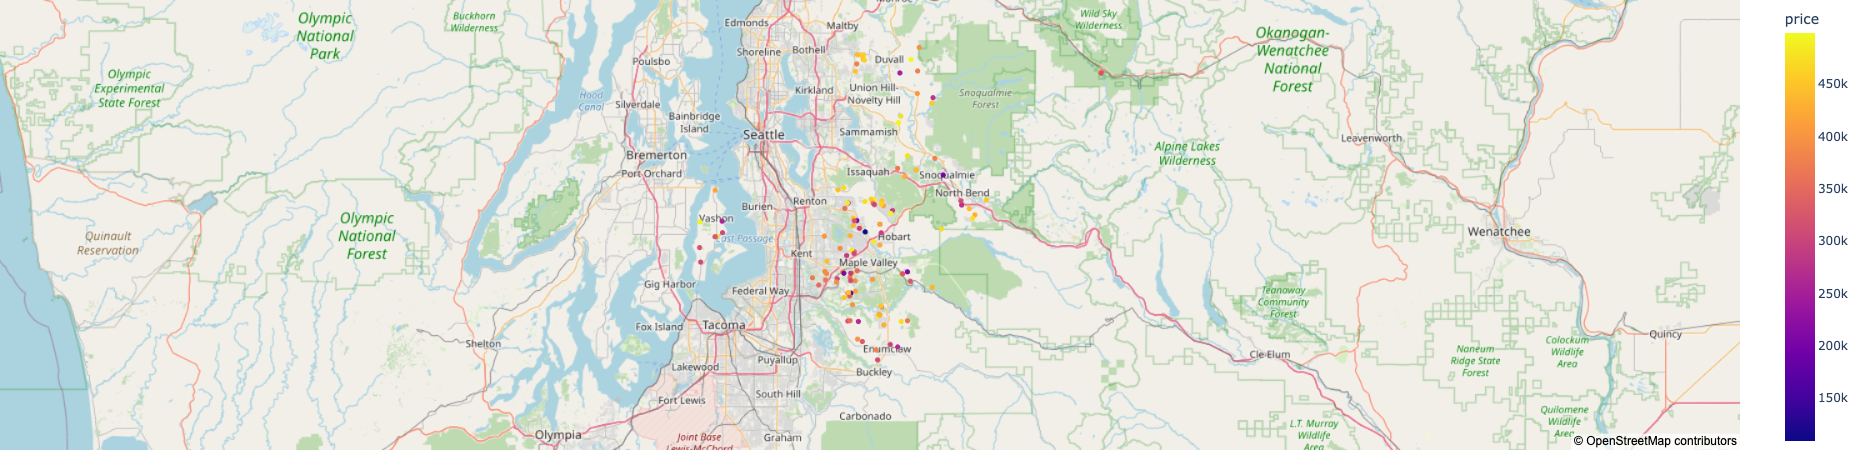 Monroe
Olympic
National
Park
Buckhorn
Wilderness
Edmonds
Maltby
Wild Sky
Wilderness
Okanogan-
Wenatchee
National
Forest
price
Shoreline
Bothell
Poulsbo
Duvall
Olympic
Experimental
State Forest
Hood
Canal
Silverdale
Kirkland
Union Hill-
Novelty Hill
Snoqualmie
Forest
450k
Bainbridge
Island
Seattle
Sammamish
Leavenworth
400k
Bremerton
Alpine Lakes
Wilderness
Port Orchard
Issaquah
Snoqualmie
North Bend
350k
Burien
Renton
Olympic
National
Forest
Vashon
Quinault
Reservation
East Passage
Hobart
Wenatchee
300k
Kent
Maple Valley
Gig Harbor
Federal Way
Teanaway
Community
Forest
250k
Fox Island
Tacoma
Quincy
Shelton
Enumclaw
Cle Elum
Naneum
Ridge State
Forest
Colockum
Wildlife
Area
200k
Puyallup
Lakewood
Buckley
Fort Lewis
South Hill
150k
Carbonado
Quilomene
Wildlife
Area
L.T. Murray
Wildlife
Area
Olympia
Joint Base
Lewis-McChord
Graham
© OpenStreetMap contributors